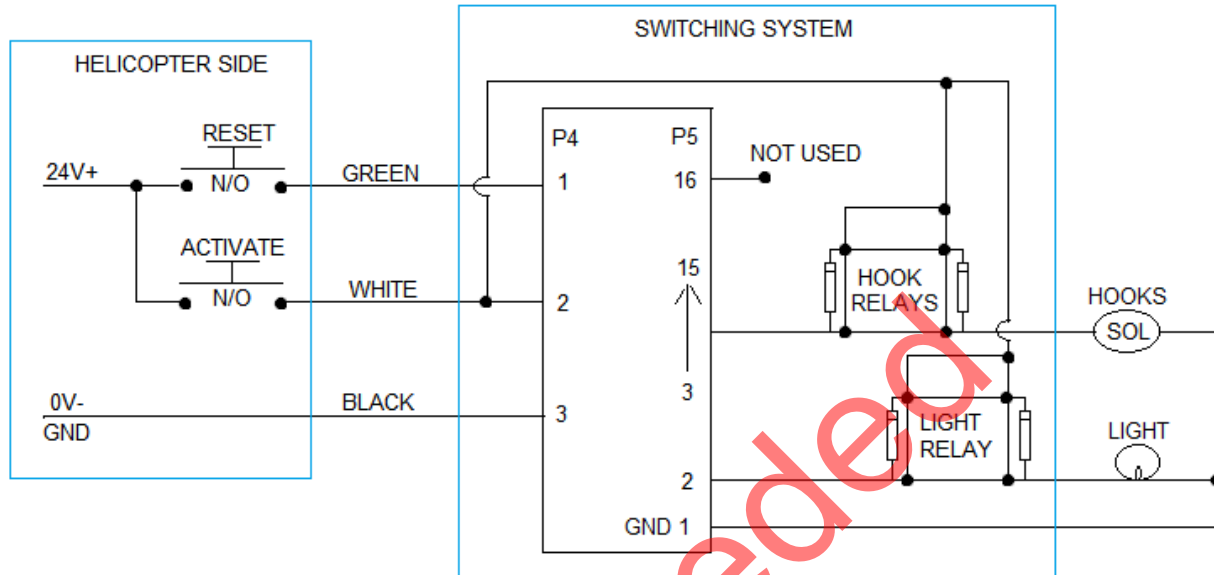 SWITCHING SYSTEM
HELICOPTER SIDE
RESET
24V+
N/O
GREEN
ACTIVATE
N/O
WHITE
0V-
GND
BLACK
P4
P5
1
2
3
16
NOT USED
15
HOOK
RELAYS
3
LIGHT
RELAY
2
GND 1
HOOKS
SOL
LIGHT
eded